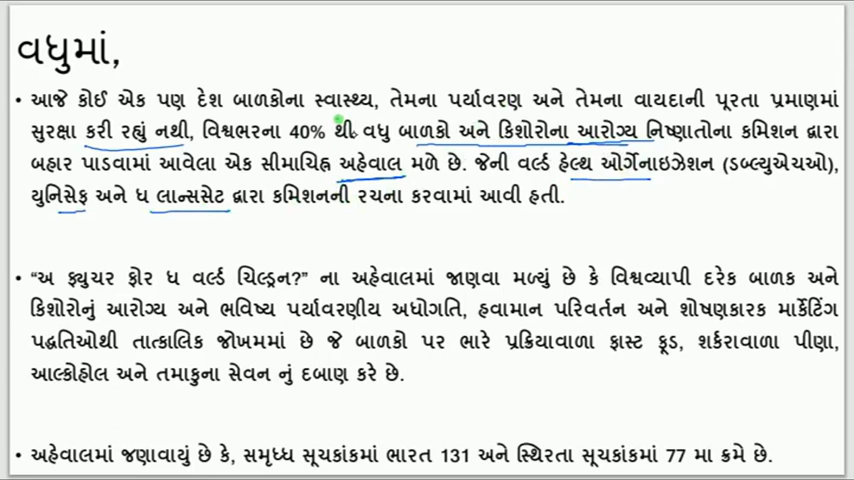 વધુમાં,
• આજે કોઈ એક પણ દેશ બાળકોના સ્વાસ્થ્ય, તેમના પર્યાવરણ અને તેમના વાયદાની પૂરતા પ્રમાણમાં
સુરક્ષા કરી રહ્યું નથી, વિશ્વભરના 40% થી વધુ બાળકો અને કિશોરોના આરોગ્ય નિષ્ણાતોના કમિશન દ્વારા
બહાર પાડવામાં આવેલા એક સીમાચિહ્ન અહેવાલ મળે છે. જેની વર્લ્ડ હેલ્થ ઓર્ગેનાઇઝેશન (ડબ્લ્યુએચઓ),
યુનિસેફ અને ધ લાન્સસેટ દ્વારા કમિશનની રચના કરવામાં આવી હતી.
• “અ ફ્યુચર ફોર ધ વર્લ્ડ ચિલ્ડ્રન?” ના અહેવાલમાં જાણવા મળ્યું છે કે વિશ્વવ્યાપી દરેક બાળક અને
કિશોરોનું આરોગ્ય અને ભવિષ્ય પર્યાવરણીય અધોગતિ, હવામાન પરિવર્તન અને શોષણકારક માર્કેટિંગ
પદ્ધતિઓથી તાત્કાલિક જોખમમાં છે જે બાળકો પર ભારે પ્રક્રિયાવાળા ફાસ્ટ ફૂડ, શર્કરાવાળા પીણા,
આલ્કોહોલ અને તમાકુના સેવન નું દબાણ કરે છે.
• અહેવાલમાં જણાવાયું છે કે, સમૃધ્ધ સૂચકાંકમાં ભારત 131 અને સ્થિરતા સૂચકાંકમાં 77 મા ક્રમે છે.